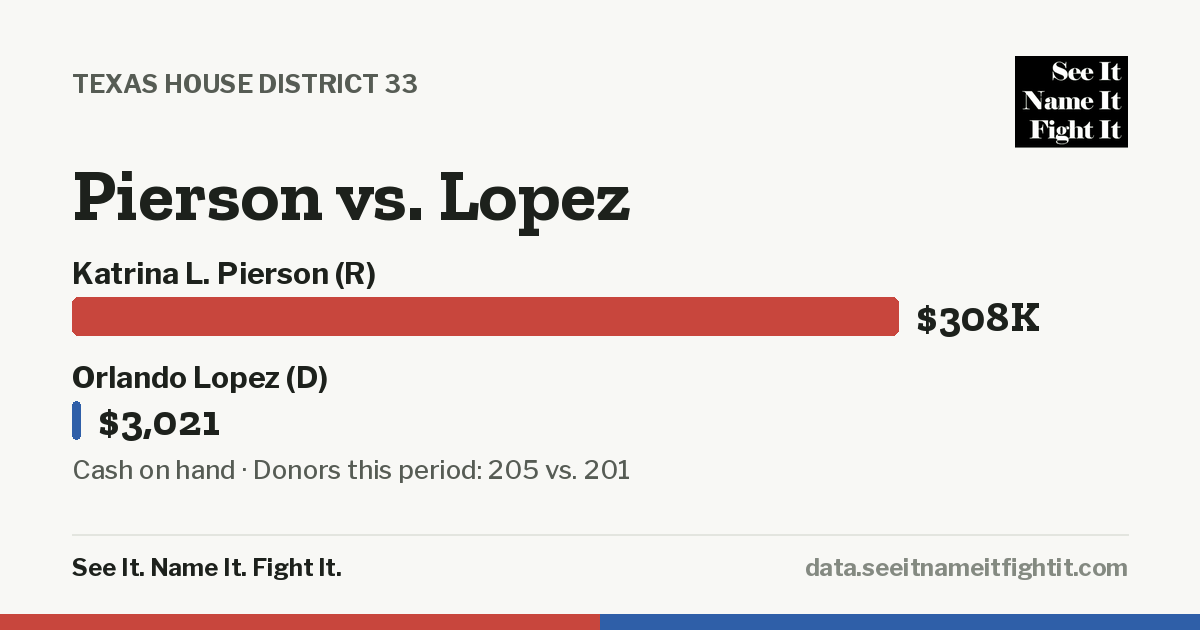 TEXAS HOUSE DISTRICT 33
See It
Name It
Fight It
Pierson vs. Lopez
Katrina L. Pierson (R)
$308K
Orlando Lopez (D)
$3,021
Cash on hand · Donors this period: 205 vs. 201
See It. Name It. Fight It.
data.seeitnameitfightit.com